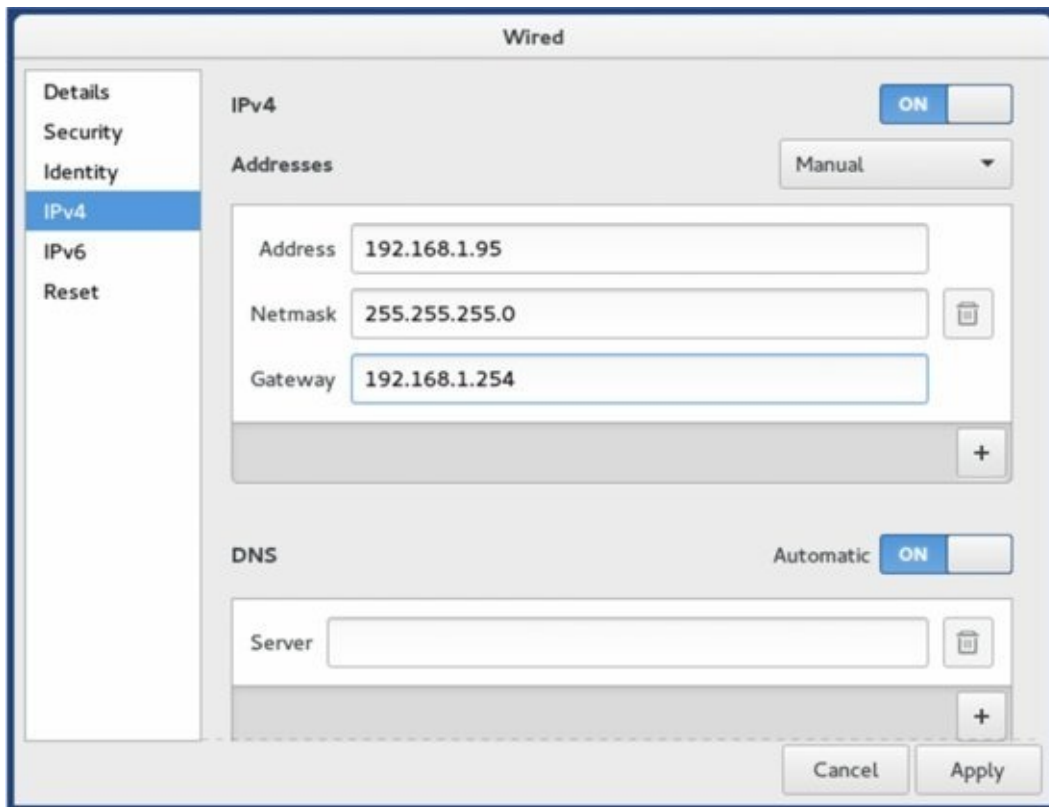 Wired
Details
Security
Identity
IPv4
IPv6
Reset
IPv4 ON
Addresses Manual
Address 192.168.1.95
Netmask 255.255.255.0
Gateway 192.168.1.254
+
DNS Automatic ON
Server
+
Cancel Apply